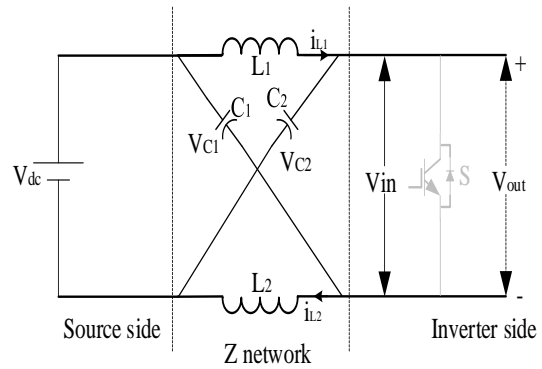 iL1
L1
+
C1
C2
VC1
VC2
Vdc
Vin
S
Vout
L2
iL2
-
Source side
Z network
Inverter side